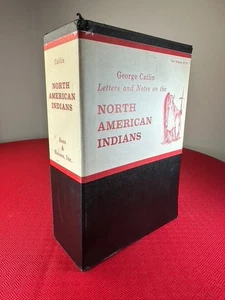 Catlin
NORTH
AMERICAN
INDIANS
Ross
&
Haines, Inc.
George Catlin
Letters and Notes on the
NORTH
AMERICAN
INDIANS